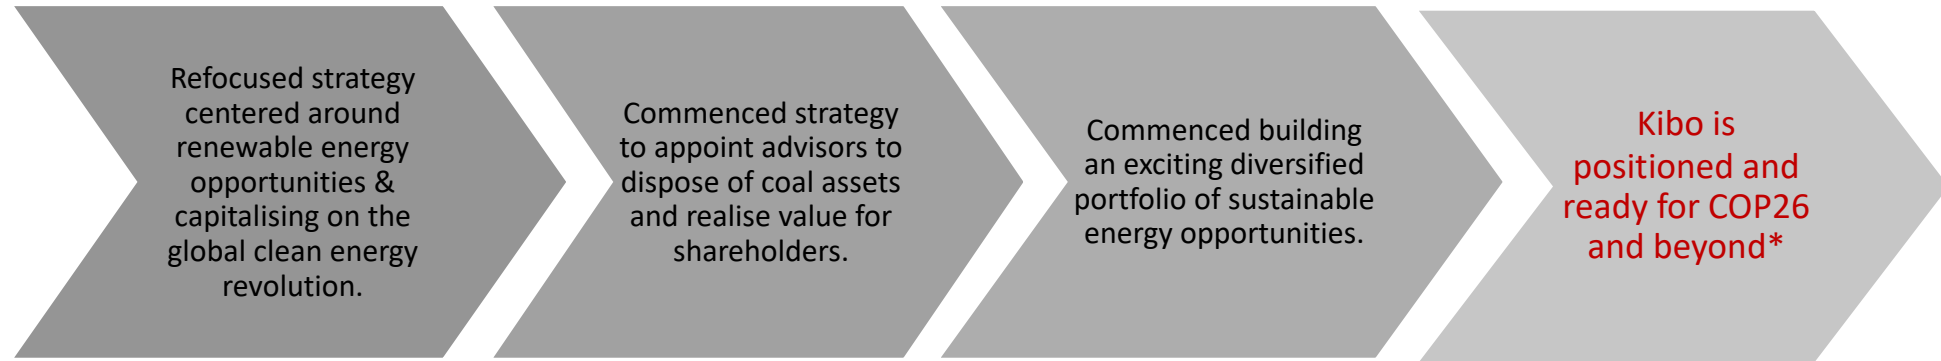 Refocused strategy
centered around
renewable energy
opportunities &
capitalising on the
global clean energy
revolution.
Commenced strategy
to appoint advisors to
dispose of coal assets
and realise value for
shareholders.
Commenced building
an exciting diversified
portfolio of sustainable
energy opportunities.
Kibo is
positioned and
ready for COP26
and beyond*